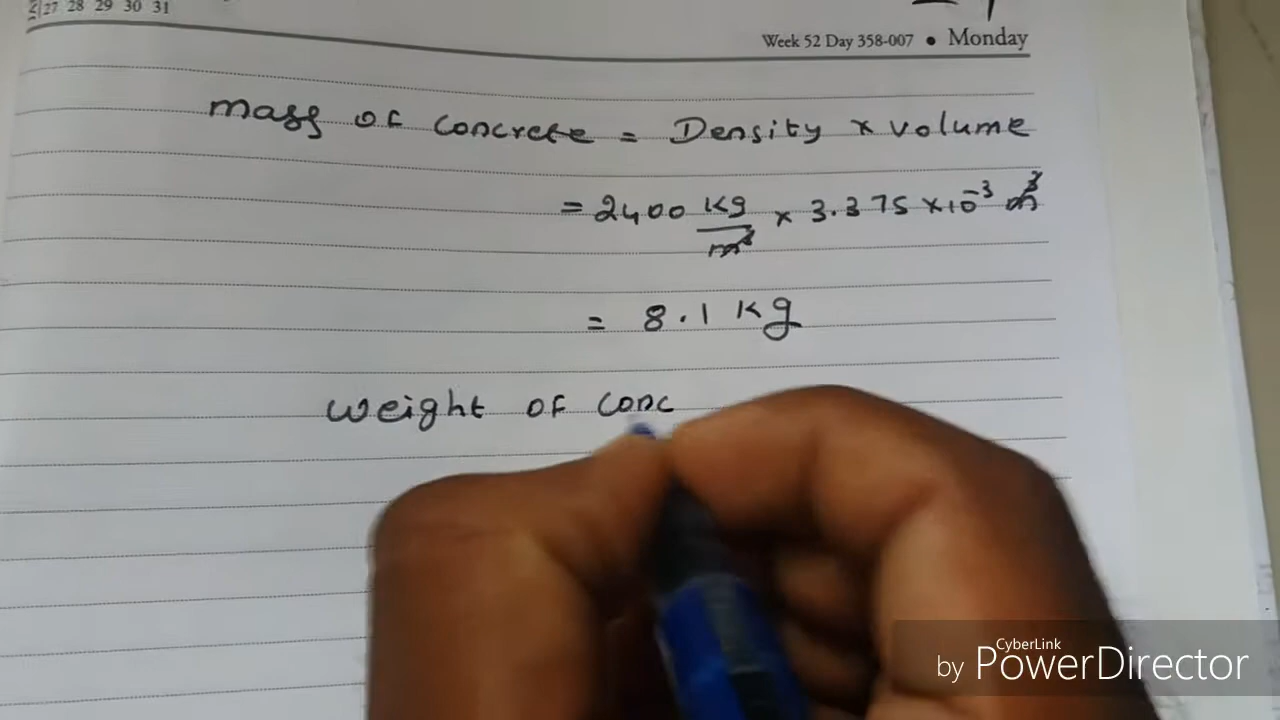 27 28 29 30 31
Week 52 Day 358-007 • Monday
Mass of concrete = Density × volume
= 2400 kg/m³ × 3.375 × 10⁻³ m³
= 8.1 kg
Weight of conc
CyberLink
by PowerDirector